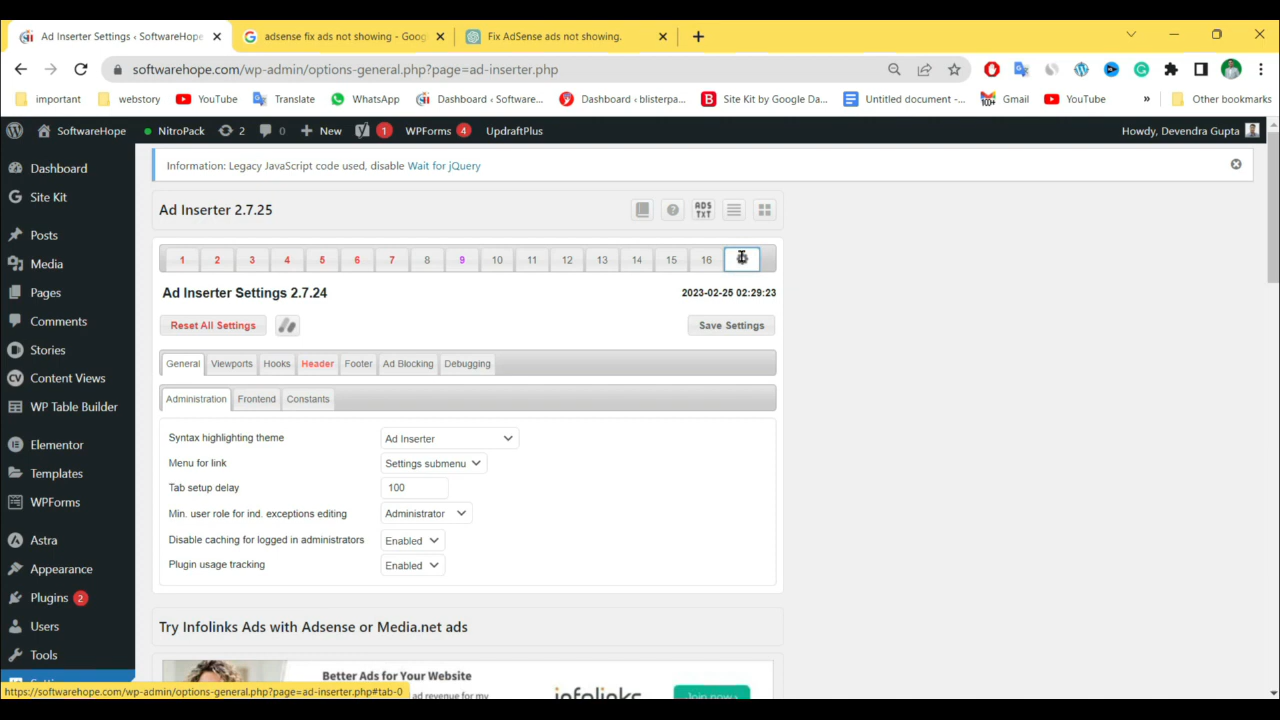 Ad Inserter Settings ‹ SoftwareHope
adsense fix ads not showing - Goog
Fix AdSense ads not showing.
softwarehope.com/wp-admin/options-general.php?page=ad-inserter.php
important
webstory
YouTube
Translate
WhatsApp
Dashboard ‹ Software...
Dashboard ‹ blisterpa...
Site Kit by Google Da...
Untitled document -...
Gmail
YouTube
»
Other bookmarks
SoftwareHope
NitroPack
2
0
New
1
WPForms 4
UpdraftPlus
Howdy, Devendra Gupta
Dashboard
Site Kit
Posts
Media
Pages
Comments
Stories
Content Views
WP Table Builder
Elementor
Templates
WPForms
Astra
Appearance
Plugins 2
Users
Tools
Information: Legacy JavaScript code used, disable Wait for jQuery
Ad Inserter 2.7.25
ADS TXT
1 2 3 4 5 6 7 8 9 10 11 12 13 14 15 16
Ad Inserter Settings 2.7.24
2023-02-25 02:29:23
Reset All Settings
Save Settings
General Viewports Hooks Header Footer Ad Blocking Debugging
Administration Frontend Constants
Syntax highlighting theme Ad Inserter
Menu for link Settings submenu
Tab setup delay 100
Min. user role for ind. exceptions editing Administrator
Disable caching for logged in administrators Enabled
Plugin usage tracking Enabled
Try Infolinks Ads with Adsense or Media.net ads
Better Ads for Your Website
ad revenue for my
infolinks
Join now ›
https://softwarehope.com/wp-admin/options-general.php?page=ad-inserter.php#tab-0